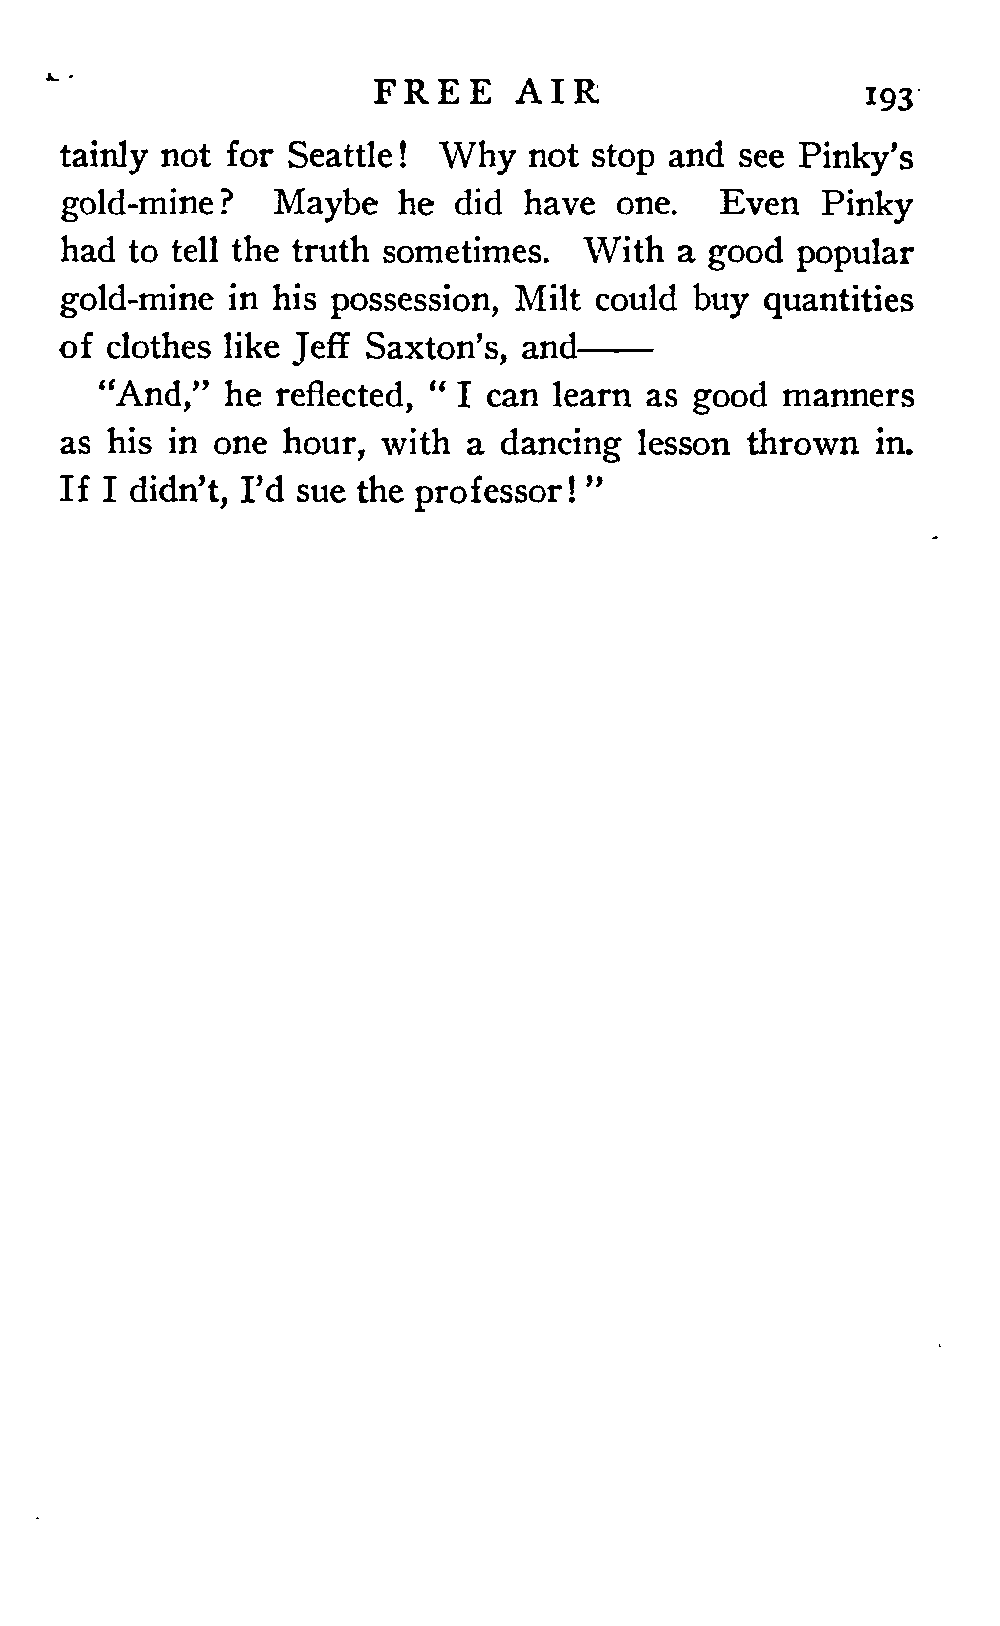 FREE AIR 193
tainly not for Seattle! Why not stop and see Pinky's
gold-mine? Maybe he did have one. Even Pinky
had to tell the truth sometimes. With a good popular
gold-mine in his possession, Milt could buy quantities
of clothes like Jeff Saxton's, and——
"And," he reflected, "I can learn as good manners
as his in one hour, with a dancing lesson thrown in.
If I didn't, I'd sue the professor!"